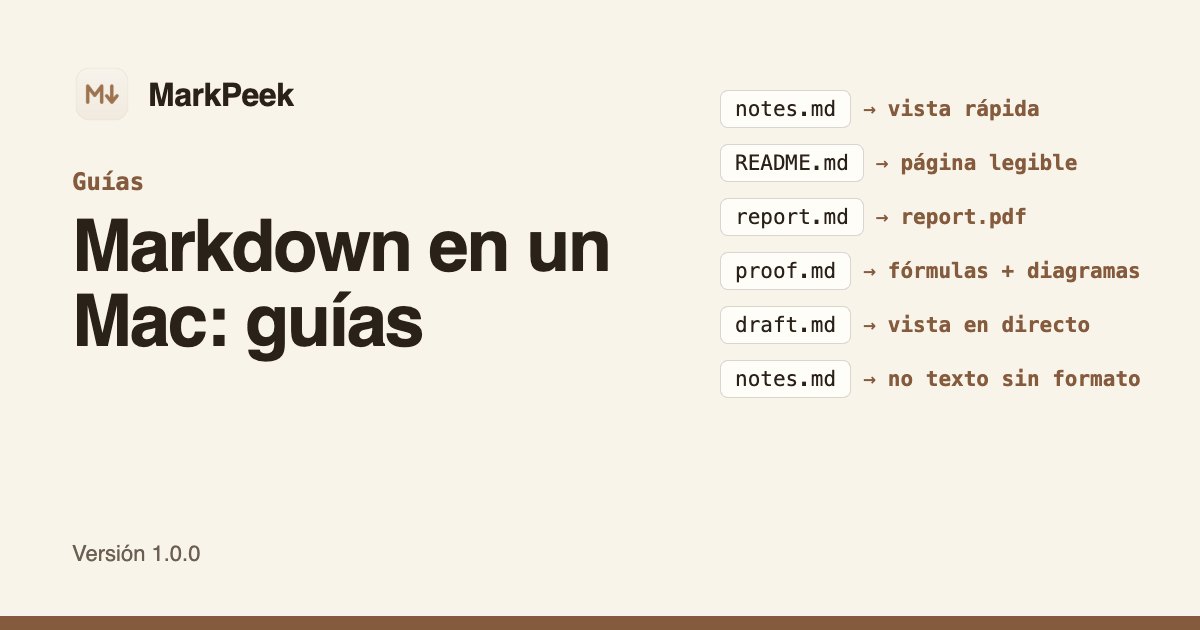 M↓ MarkPeek
Guías
Markdown en un
Mac: guías
notes.md → vista rápida
README.md → página legible
report.md → report.pdf
proof.md → fórmulas + diagramas
draft.md → vista en directo
notes.md → no texto sin formato
Versión 1.0.0